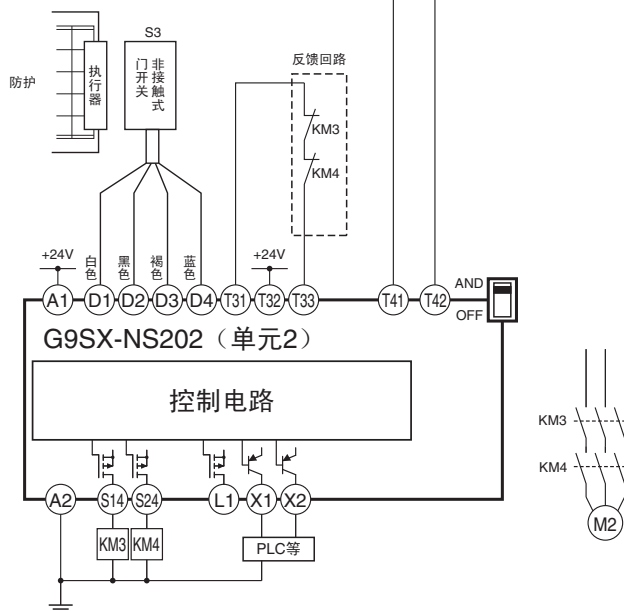 S3
防护
执行器
非接触式
门开关
反馈回路
KM3
KM4
+24V
白色
黑色
褐色
蓝色
+24V
A1
D1
D2
D3
D4
T31
T32
T33
T41
T42
AND
OFF
G9SX-NS202（单元2）
控制电路
A2
S14
S24
L1
X1
X2
KM3
KM4
PLC等
KM3
KM4
M2